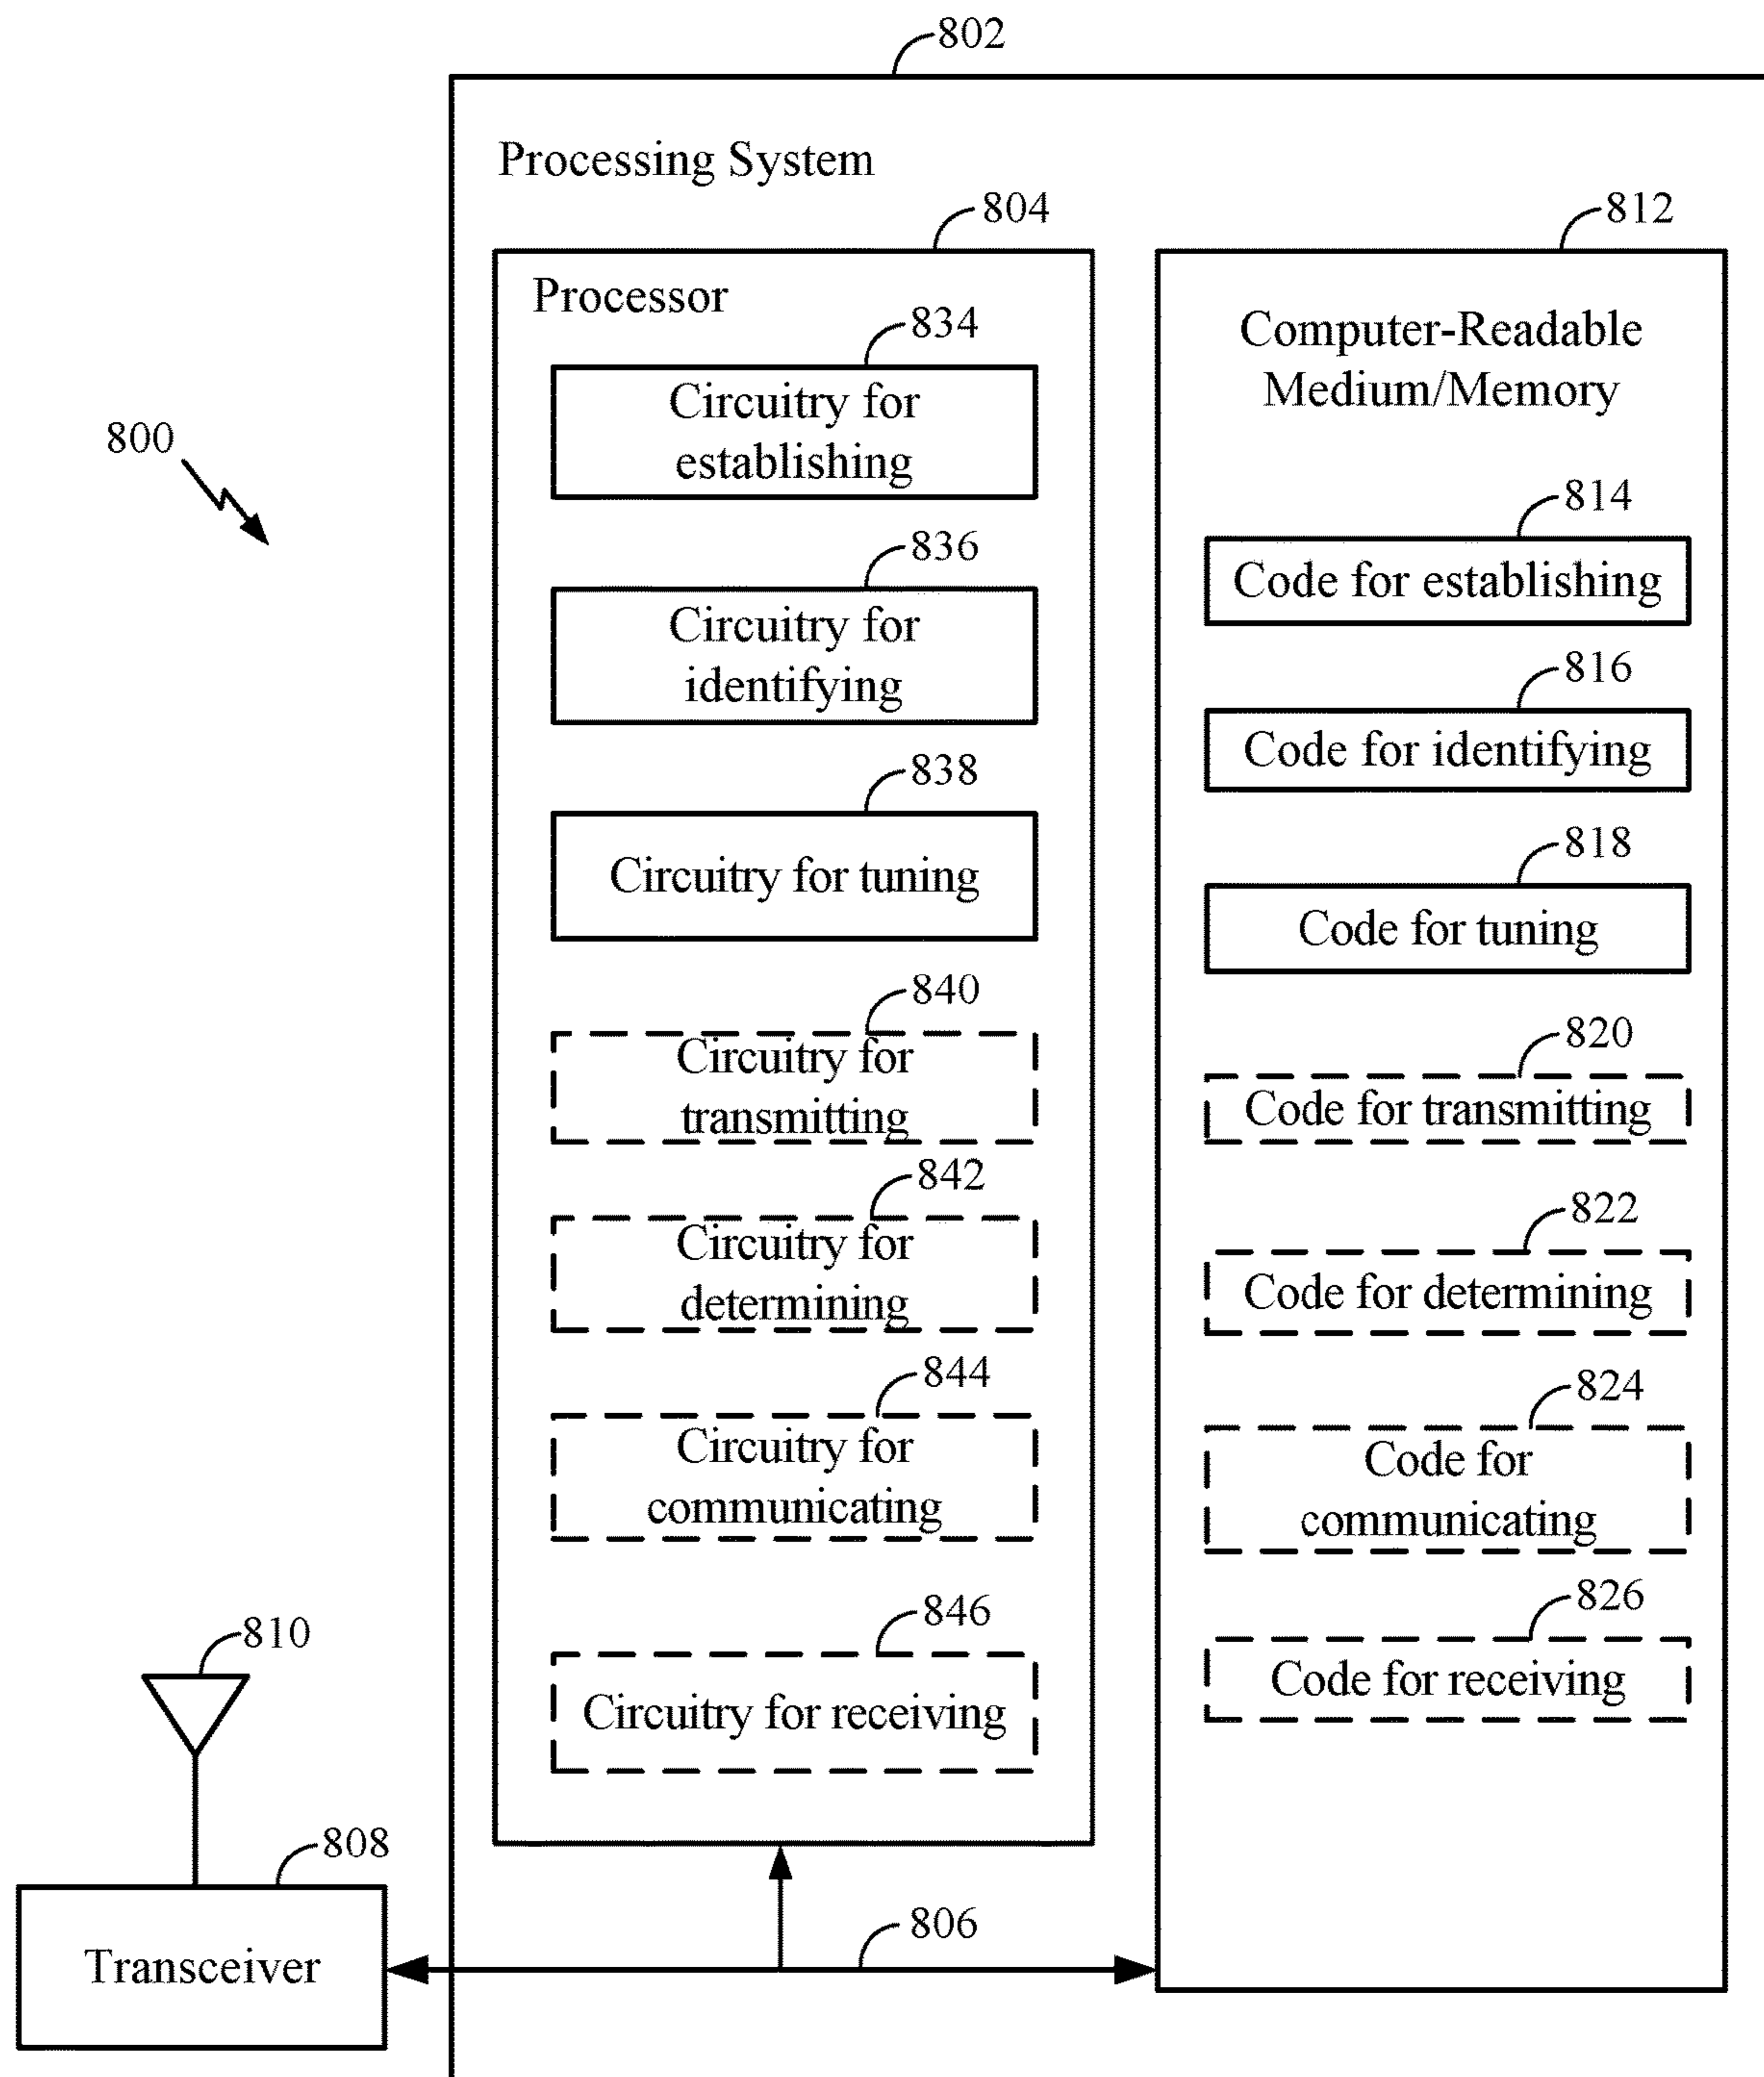 802
Processing System
804
Processor
834
Circuitry for
establishing
836
Circuitry for
identifying
838
Circuitry for tuning
840
Circuitry for
transmitting
842
Circuitry for
determining
844
Circuitry for
communicating
846
Circuitry for receiving
812
Computer-Readable
Medium/Memory
814
Code for establishing
816
Code for identifying
818
Code for tuning
820
Code for transmitting
822
Code for determining
824
Code for
communicating
826
Code for receiving
800
810
808
Transceiver
806